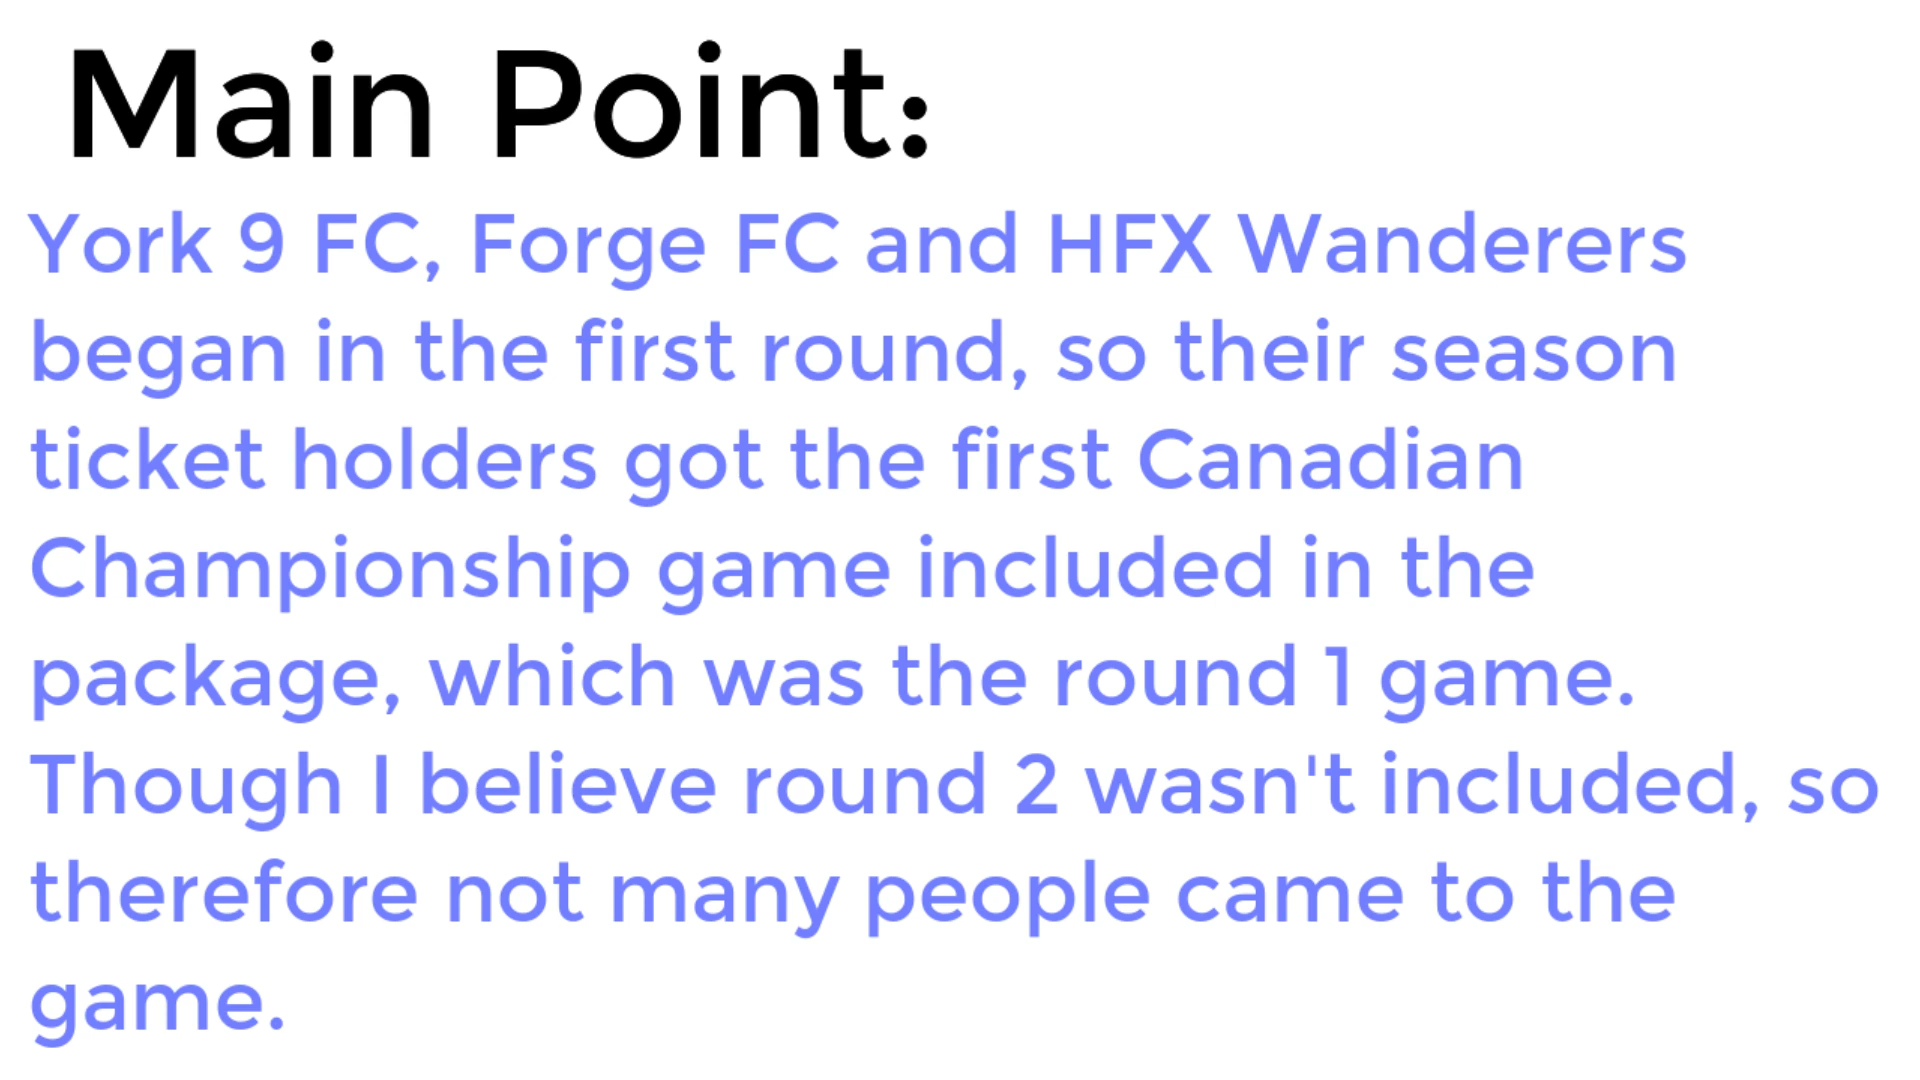 Main Point:
York 9 FC, Forge FC and HFX Wanderers
began in the first round, so their season
ticket holders got the first Canadian
Championship game included in the
package, which was the round 1 game.
Though I believe round 2 wasn't included, so
therefore not many people came to the
game.